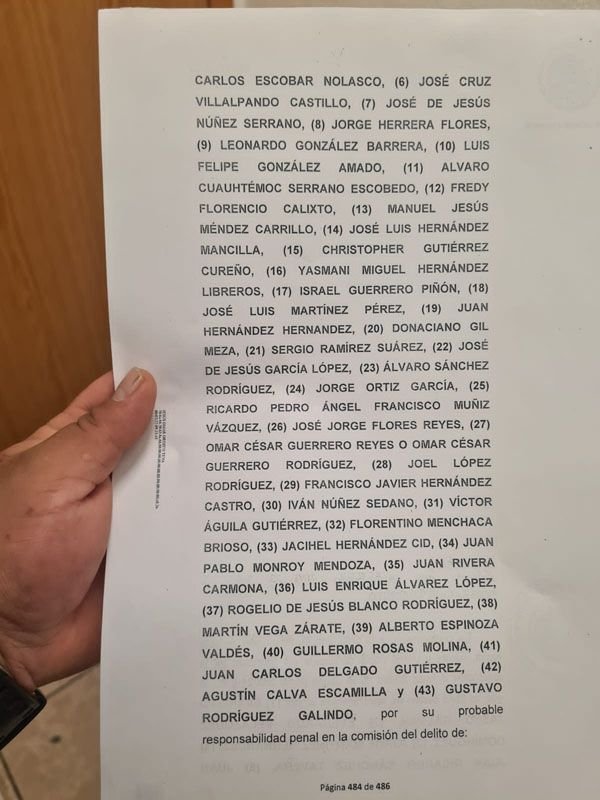 CARLOS ESCOBAR NOLASCO, (6) JOSÉ CRUZ
VILLALPANDO CASTILLO, (7) JOSÉ DE JESÚS
NÚÑEZ SERRANO, (8) JORGE HERRERA FLORES,
(9) LEONARDO GONZÁLEZ BARRERA, (10) LUIS
FELIPE GONZÁLEZ AMADO, (11) ALVARO
CUAUHTÉMOC SERRANO ESCOBEDO, (12) FREDY
FLORENCIO CALIXTO, (13) MANUEL JESÚS
MÉNDEZ CARRILLO, (14) JOSÉ LUIS HERNÁNDEZ
MANCILLA, (15) CHRISTOPHER GUTIÉRREZ
CUREÑO, (16) YASMANI MIGUEL HERNÁNDEZ
LIBREROS, (17) ISRAEL GUERRERO PIÑÓN, (18)
JOSÉ LUIS MARTÍNEZ PÉREZ, (19) JUAN
HERNÁNDEZ HERNANDEZ, (20) DONACIANO GIL
MEZA, (21) SERGIO RAMÍREZ SUÁREZ, (22) JOSÉ
DE JESÚS GARCÍA LÓPEZ, (23) ÁLVARO SÁNCHEZ
RODRÍGUEZ, (24) JORGE ORTIZ GARCÍA, (25)
RICARDO PEDRO ÁNGEL FRANCISCO MUÑIZ
VÁZQUEZ, (26) JOSÉ JORGE FLORES REYES, (27)
OMAR CÉSAR GUERRERO REYES O OMAR CÉSAR
GUERRERO RODRÍGUEZ, (28) JOEL LÓPEZ
RODRÍGUEZ, (29) FRANCISCO JAVIER HERNÁNDEZ
CASTRO, (30) IVÁN NÚÑEZ SEDANO, (31) VÍCTOR
ÁGUILA GUTIÉRREZ, (32) FLORENTINO MENCHACA
BRIOSO, (33) JACIHEL HERNÁNDEZ CID, (34) JUAN
PABLO MONROY MENDOZA, (35) JUAN RIVERA
CARMONA, (36) LUIS ENRIQUE ÁLVAREZ LÓPEZ,
(37) ROGELIO DE JESÚS BLANCO RODRÍGUEZ, (38)
MARTÍN VEGA ZÁRATE, (39) ALBERTO ESPINOZA
VALDÉS, (40) GUILLERMO ROSAS MOLINA, (41)
JUAN CARLOS DELGADO GUTIÉRREZ, (42)
AGUSTÍN CALVA ESCAMILLA y (43) GUSTAVO
RODRÍGUEZ GALINDO, por su probable
responsabilidad penal en la comisión del delito de:
Página 484 de 486